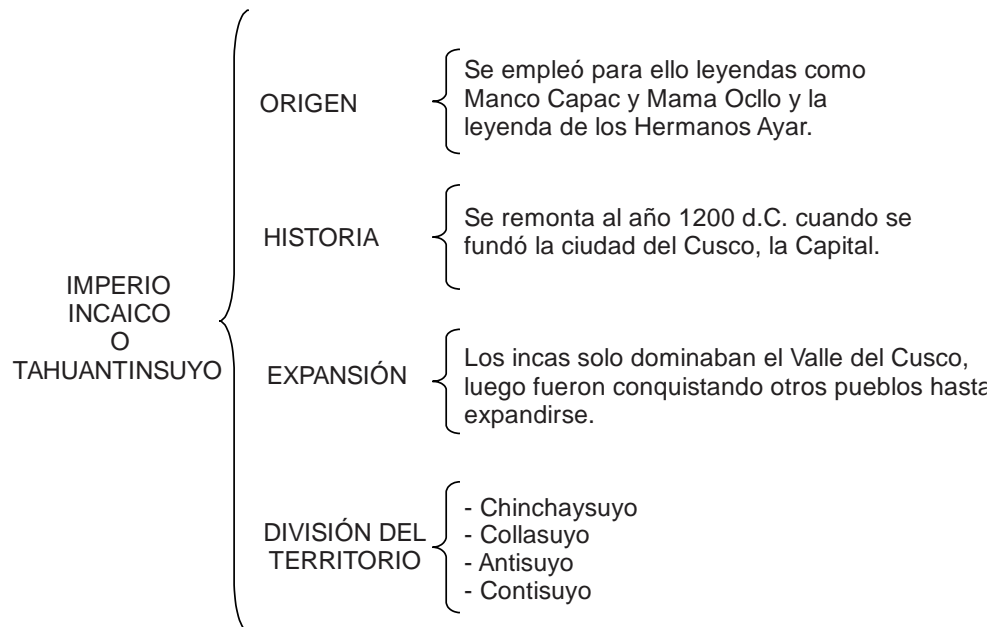 IMPERIO
INCAICO
O
TAHUANTINSUYO
ORIGEN
Se empleó para ello leyendas como
Manco Capac y Mama Ocllo y la
leyenda de los Hermanos Ayar.
HISTORIA
Se remonta al año 1200 d.C. cuando se
fundó la ciudad del Cusco, la Capital.
EXPANSIÓN
Los incas solo dominaban el Valle del Cusco,
luego fueron conquistando otros pueblos hasta
expandirse.
DIVISIÓN DEL
TERRITORIO
- Chinchaysuyo
- Collasuyo
- Antisuyo
- Contisuyo